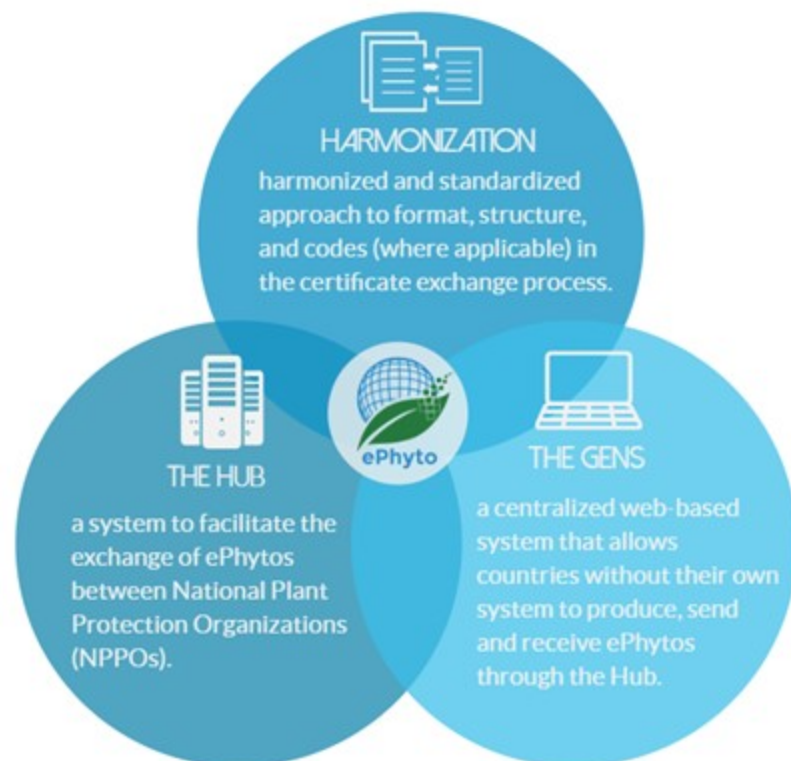 HARMONIZATION
harmonized and standardized
approach to format, structure,
and codes (where applicable) in
the certificate exchange process.
ePhyto
THE HUB
a system to facilitate the
exchange of ePhytos
between National Plant
Protection Organizations
(NPPOs).
THE GENS
a centralized web-based
system that allows
countries without their own
system to produce, send
and receive ePhytos
through the Hub.